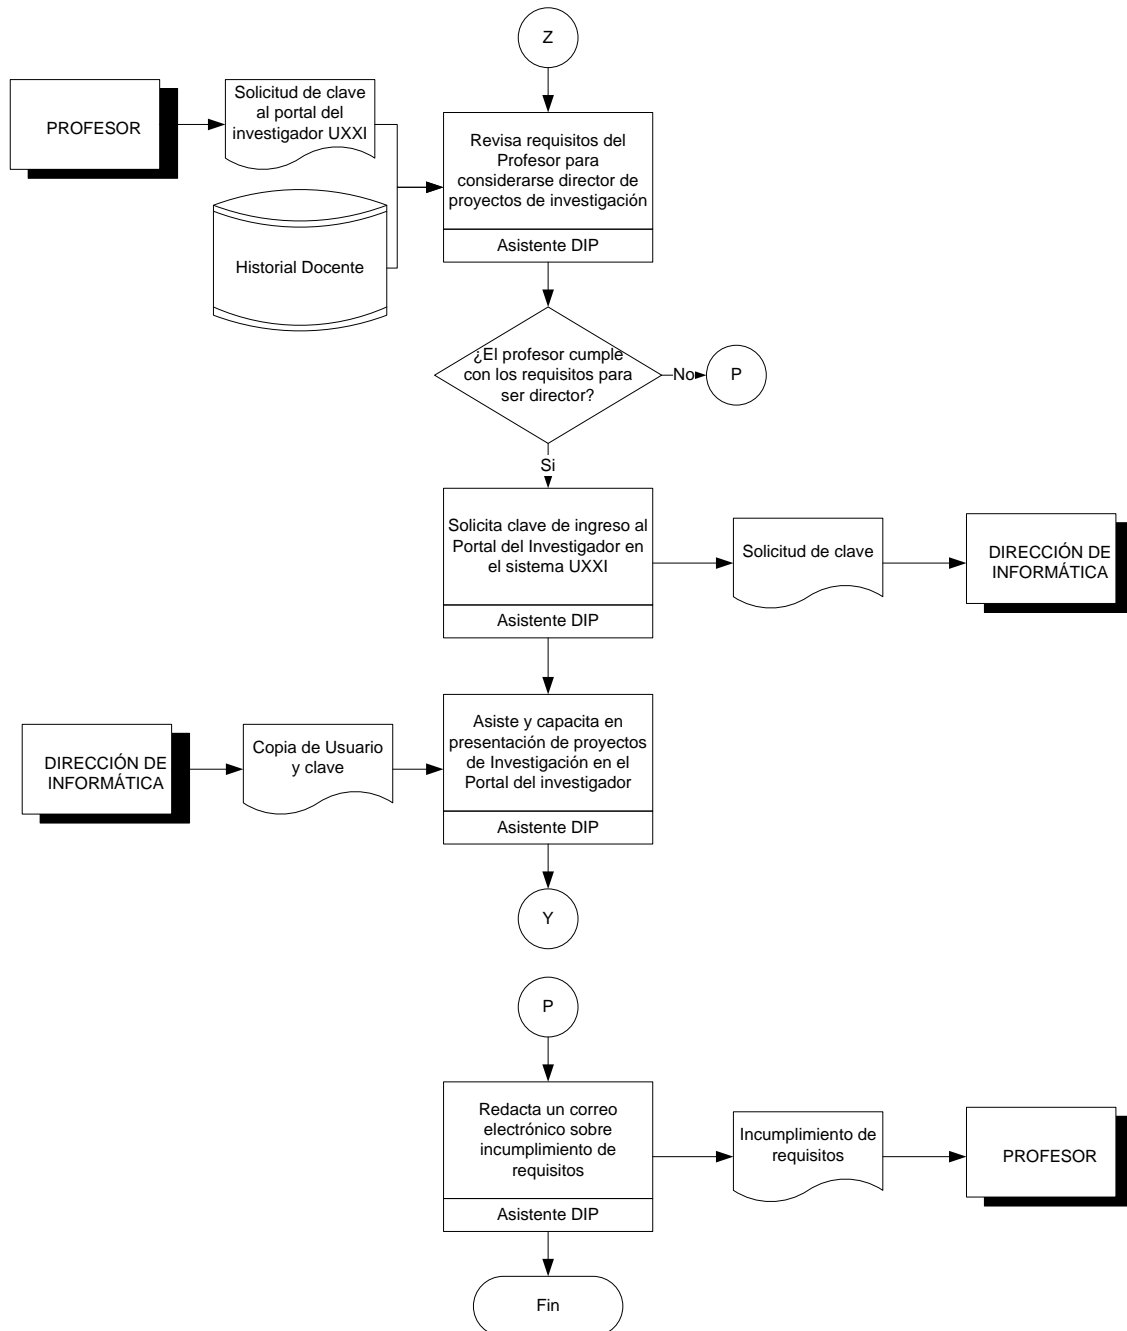 Z
PROFESOR
Solicitud de clave
al portal del
investigador UXXI
Revisa requisitos del
Profesor para
considerarse director de
proyectos de investigación
Asistente DIP
Historial Docente
¿El profesor cumple
con los requisitos para
ser director?
No
P
Si
Solicita clave de ingreso al
Portal del Investigador en
el sistema UXXI
Asistente DIP
Solicitud de clave
DIRECCIÓN DE
INFORMÁTICA
DIRECCIÓN DE
INFORMÁTICA
Copia de Usuario
y clave
Asiste y capacita en
presentación de proyectos
de Investigación en el
Portal del investigador
Asistente DIP
Y
P
Redacta un correo
electrónico sobre
incumplimiento de
requisitos
Asistente DIP
Incumplimiento de
requisitos
PROFESOR
Fin